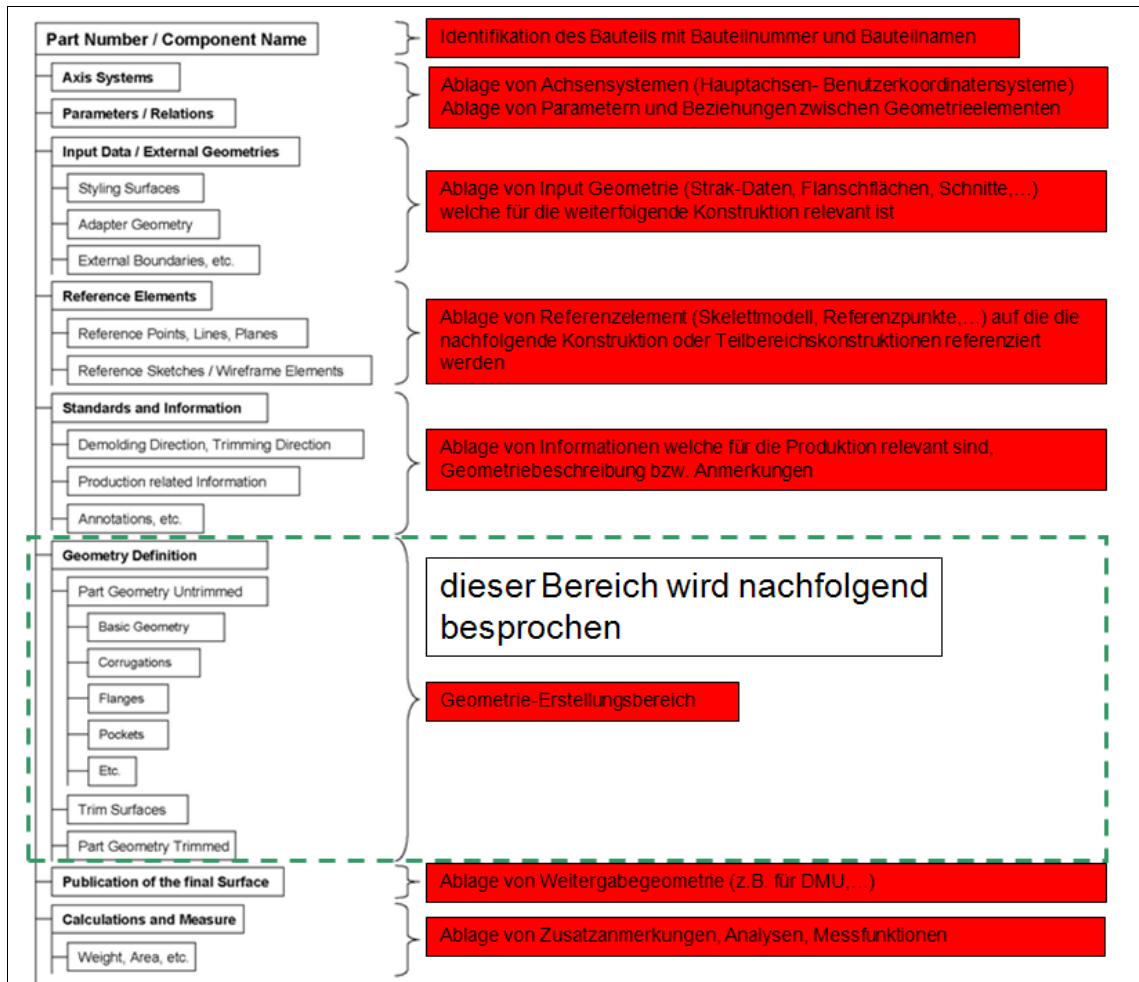 Part Number / Component Name
Identifikation des Bauteils mit Bauteilnummer und Bauteilnamen
Axis Systems
Parameters / Relations
Ablage von Achsensystemen (Hauptachsen- Benutzerkoordinatensysteme)
Ablage von Parametern und Beziehungen zwischen Geometrieelementen
Input Data / External Geometries
Styling Surfaces
Adapter Geometry
External Boundaries, etc.
Ablage von Input Geometrie (Strak-Daten, Flanschflächen, Schnitte,...)
welche für die weiterfolgende Konstruktion relevant ist
Reference Elements
Reference Points, Lines, Planes
Reference Sketches / Wireframe Elements
Ablage von Referenzelement (Skelettmodell, Referenzpunkte,...) auf die die
nachfolgende Konstruktion oder Teilbereichskonstruktionen referenziert
werden
Standards and Information
Demolding Direction, Trimming Direction
Production related Information
Annotations, etc.
Ablage von Informationen welche für die Produktion relevant sind,
Geometriebeschreibung bzw. Anmerkungen
Geometry Definition
Part Geometry Untrimmed
Basic Geometry
Corrugations
Flanges
Pockets
Etc.
Trim Surfaces
Part Geometry Trimmed
dieser Bereich wird nachfolgend
besprochen
Geometrie-Erstellungsbereich
Publication of the final Surface
Ablage von Weitergabegeometrie (z.B. für DMU,...)
Calculations and Measure
Weight, Area, etc.
Ablage von Zusatzanmerkungen, Analysen, Messfunktionen